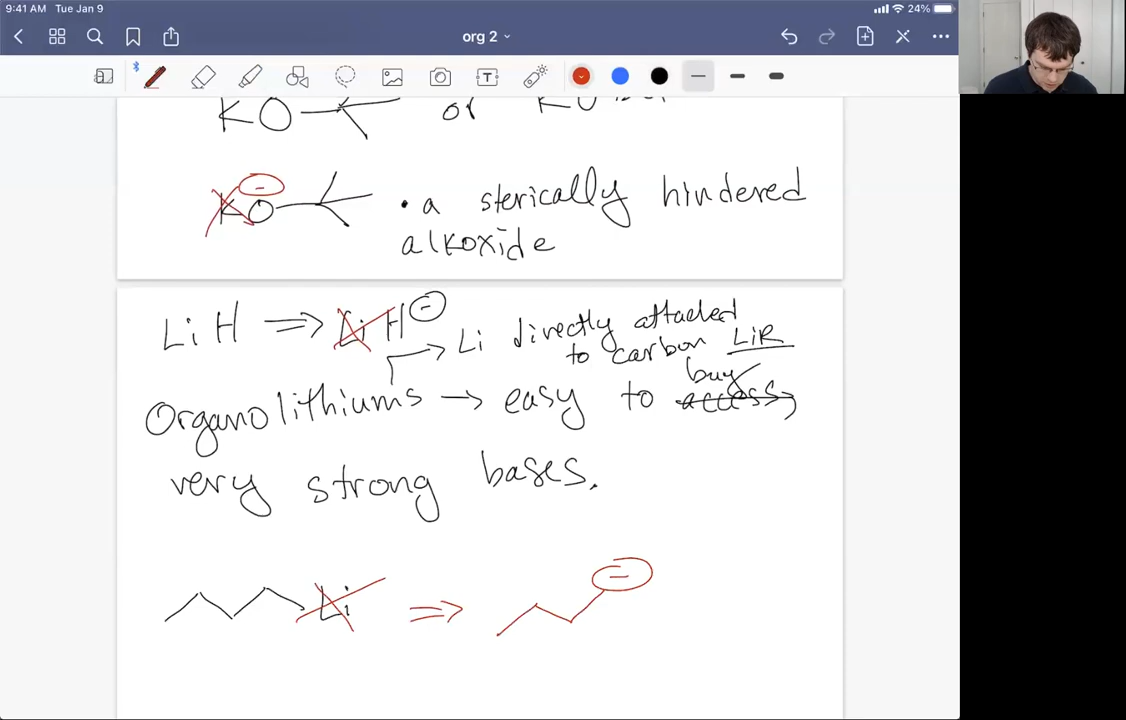 9:41 AM Tue Jan 9
24%
org 2
KO or
KO - • a sterically hindered
alkoxide
LiH ⇒ Li H -
Li directly attached
to carbon LiR
buy
Organolithiums → easy to access,
very strong bases.
Li ⇒ -